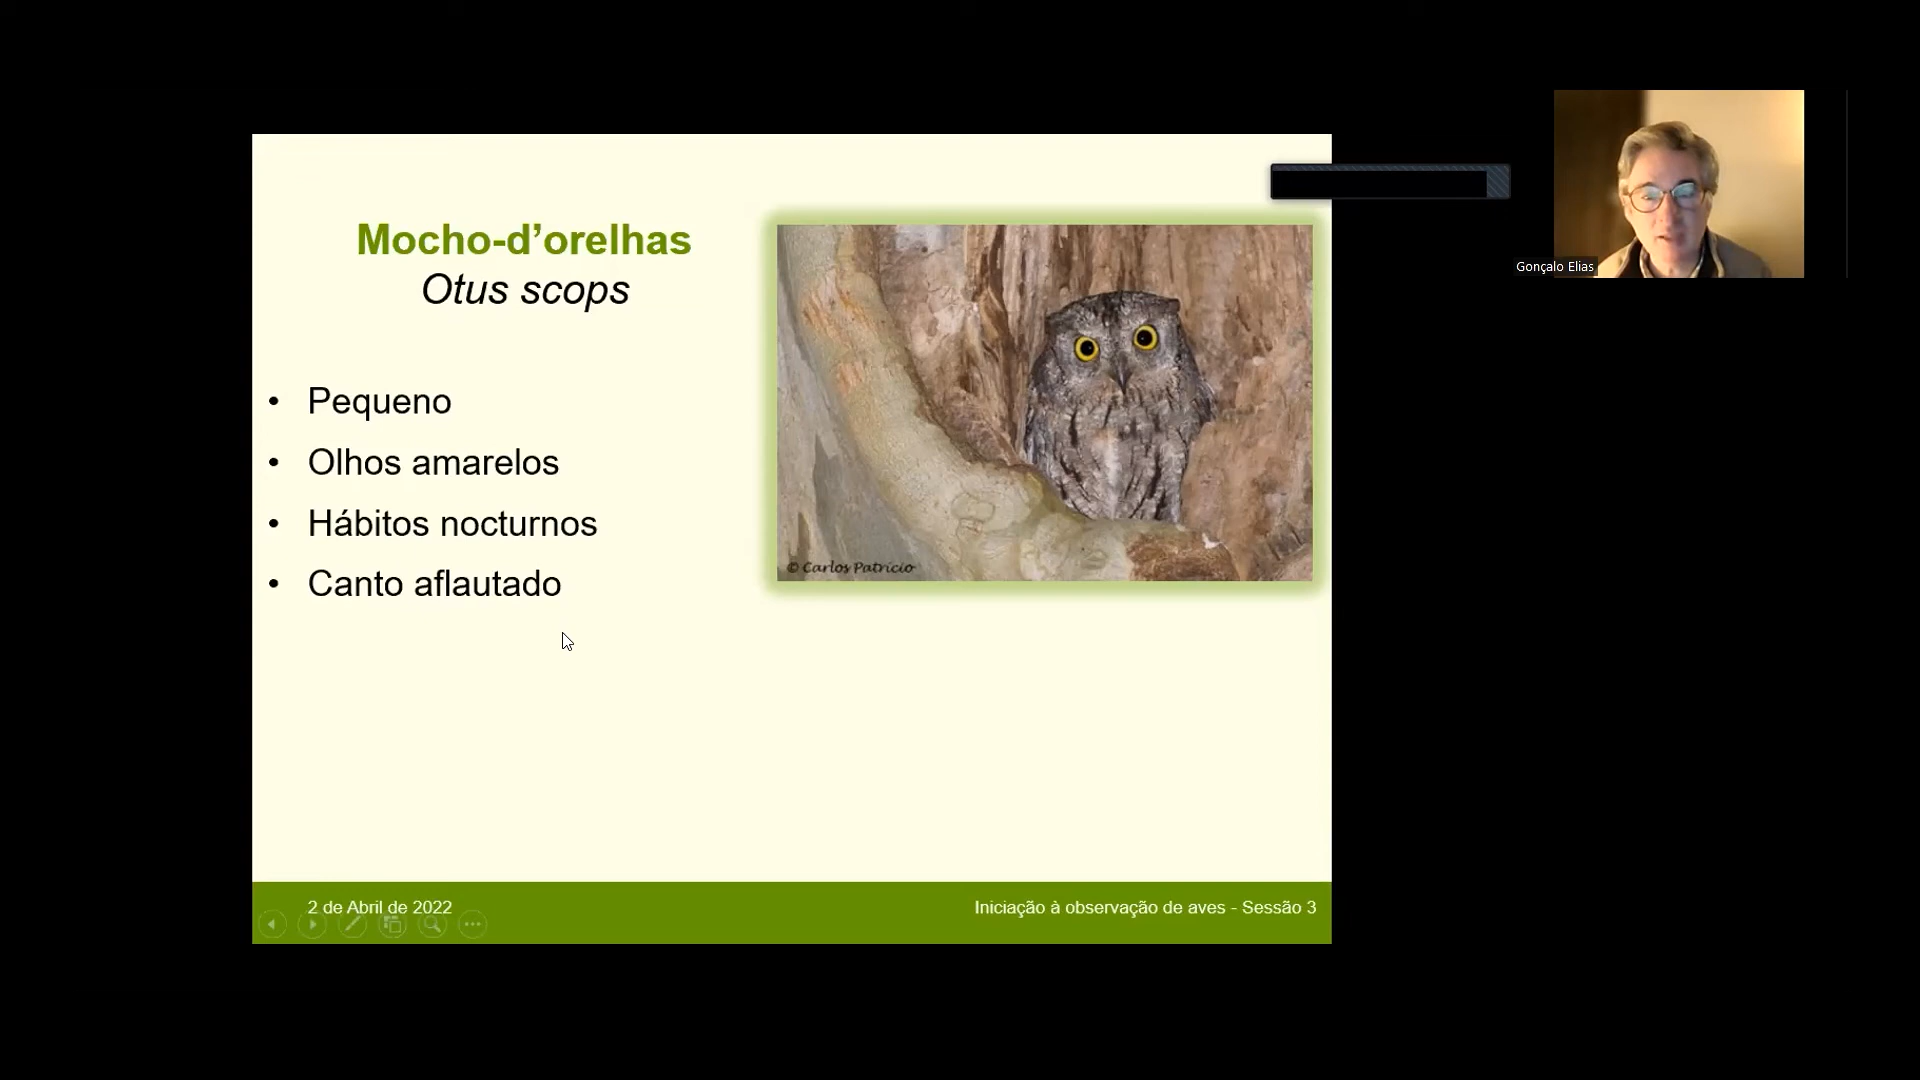 Mocho-d’orelhas
Otus scops
• Pequeno
• Olhos amarelos
• Hábitos nocturnos
• Canto aflautado
© Carlos Patrício
2 de Abril de 2022
Iniciação à observação de aves - Sessão 3
Gonçalo Elias